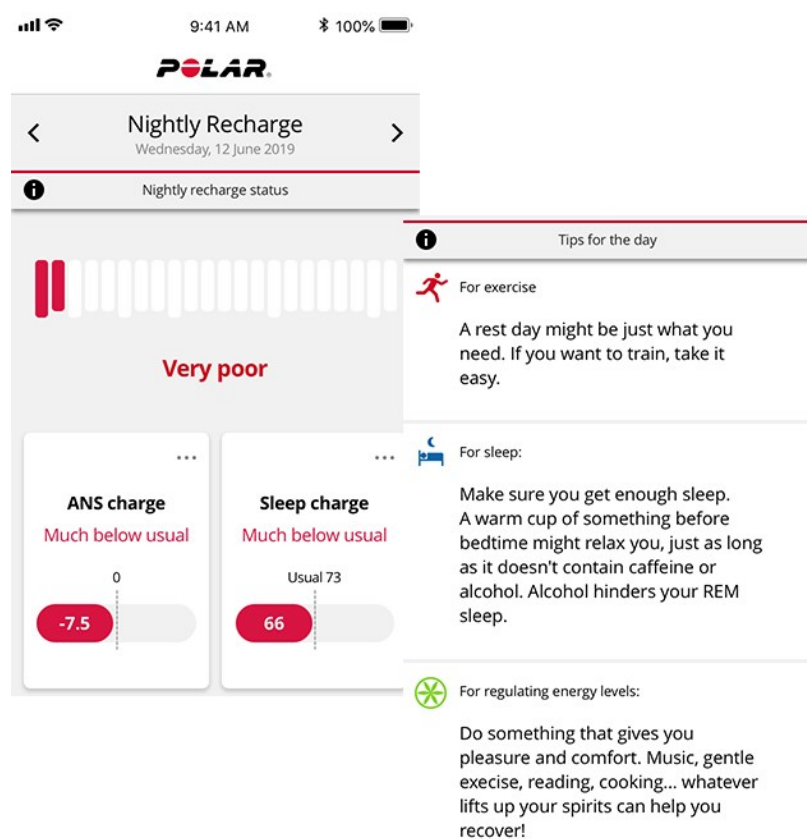 9:41 AM
100%
POLAR
Nightly Recharge
Wednesday, 12 June 2019
Nightly recharge status
Very poor
ANS charge
Much below usual
0
-7.5
Sleep charge
Much below usual
Usual 73
66
Tips for the day
For exercise
A rest day might be just what you
need. If you want to train, take it
easy.
For sleep:
Make sure you get enough sleep.
A warm cup of something before
bedtime might relax you, just as long
as it doesn't contain caffeine or
alcohol. Alcohol hinders your REM
sleep.
For regulating energy levels:
Do something that gives you
pleasure and comfort. Music, gentle
execise, reading, cooking... whatever
lifts up your spirits can help you
recover!